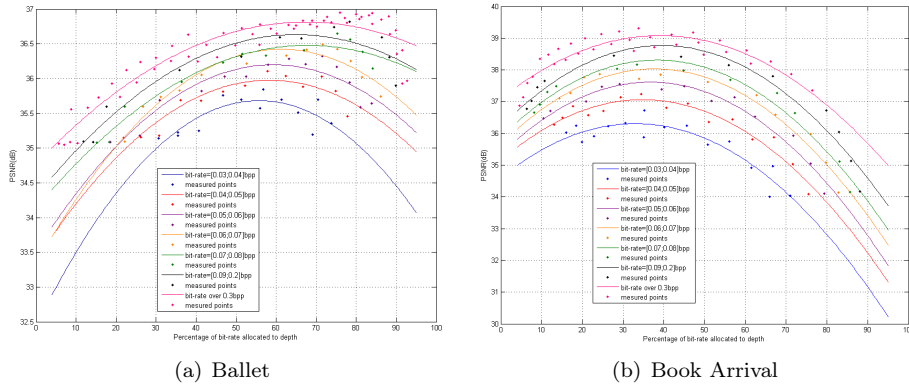 37
36.5
36
35.5
35
34.5
34
33.5
33
32.5
PSNR(dB)
0 10 20 30 40 50 60 70 80 90 100
Percentage of bit-rate allocated to depth
bit-rate=[0.03;0.04]bpp
mesured points
bit-rate=[0.04;0.05]bpp
mesured points
bit-rate=[0.05;0.06]bpp
measured points
bit-rate=[0.06;0.07]bpp
measured points
bit-rate=[0.07;0.08]bpp
measured points
bit-rate=[0.09;0.2]bpp
measured points
bit-rate over 0.3bpp
mesured points
(a) Ballet
40
39
38
37
36
35
34
33
32
31
30
PSNR(dB)
0 10 20 30 40 50 60 70 80 90 100
Percentage of bit-rate allocated to depth
bit-rate=[0.03;0.04]bpp
mesured points
bit-rate=[0.04;0.05]bpp
mesured points
bit-rate=[0.05;0.06]bpp
measured points
bit-rate=[0.06;0.07]bpp
measured points
bit-rate=[0.07;0.08]bpp
measured points
bit-rate=[0.09;0.2]bpp
measured points
bit-rate over 0.3bpp
mesured points
(b) Book Arrival